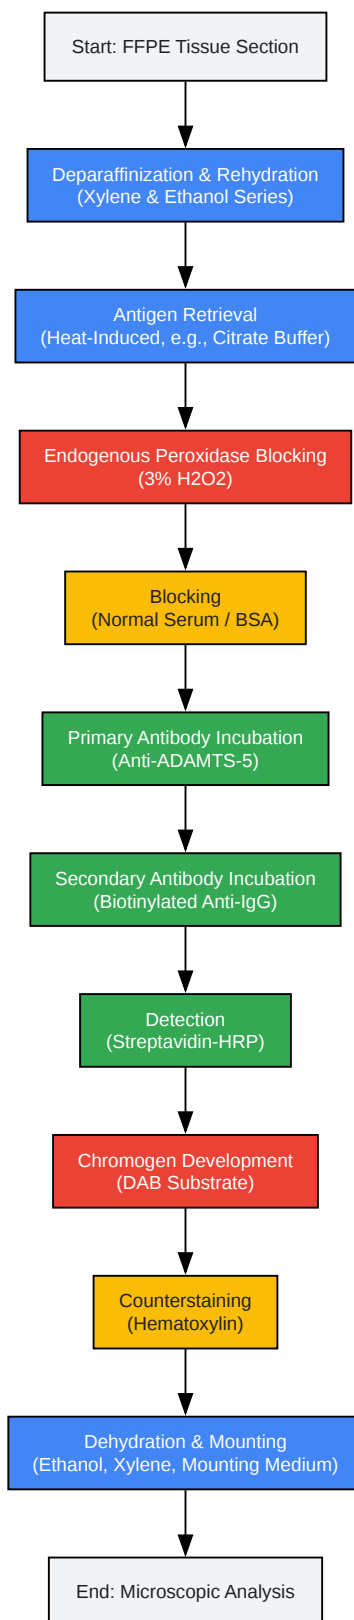 Start: FFPE Tissue Section
Deparaffinization & Rehydration
(Xylene & Ethanol Series)
Antigen Retrieval
(Heat-Induced, e.g., Citrate Buffer)
Endogenous Peroxidase Blocking
(3% H2O2)
Blocking
(Normal Serum / BSA)
Primary Antibody Incubation
(Anti-ADAMTS-5)
Secondary Antibody Incubation
(Biotinylated Anti-IgG)
Detection
(Streptavidin-HRP)
Chromogen Development
(DAB Substrate)
Counterstaining
(Hematoxylin)
Dehydration & Mounting
(Ethanol, Xylene, Mounting Medium)
End: Microscopic Analysis